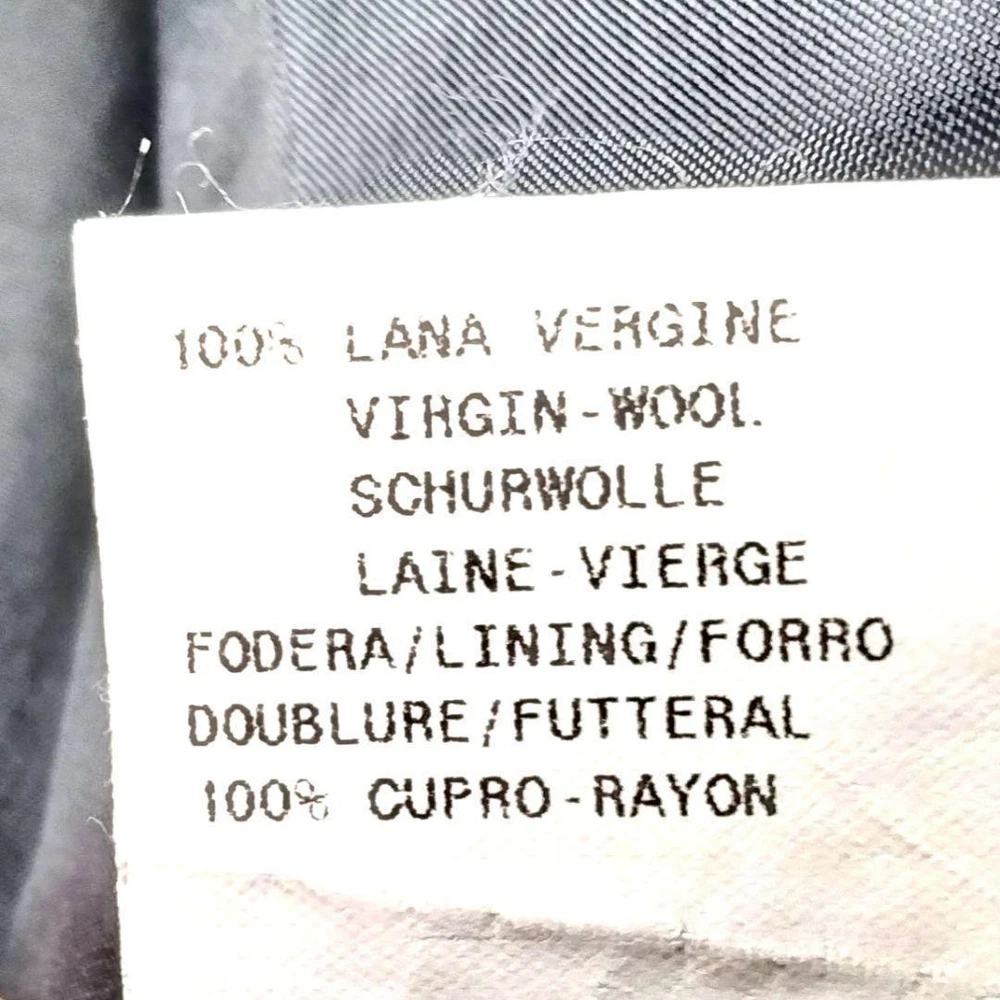 100% LANA VERGINE
VIRGIN-WOOL
SCHURWOLLE
LAINE-VIERGE
FODERA/LINING/FORRO
DOUBLURE/FUTTERAL
100% CUPRO-RAYON